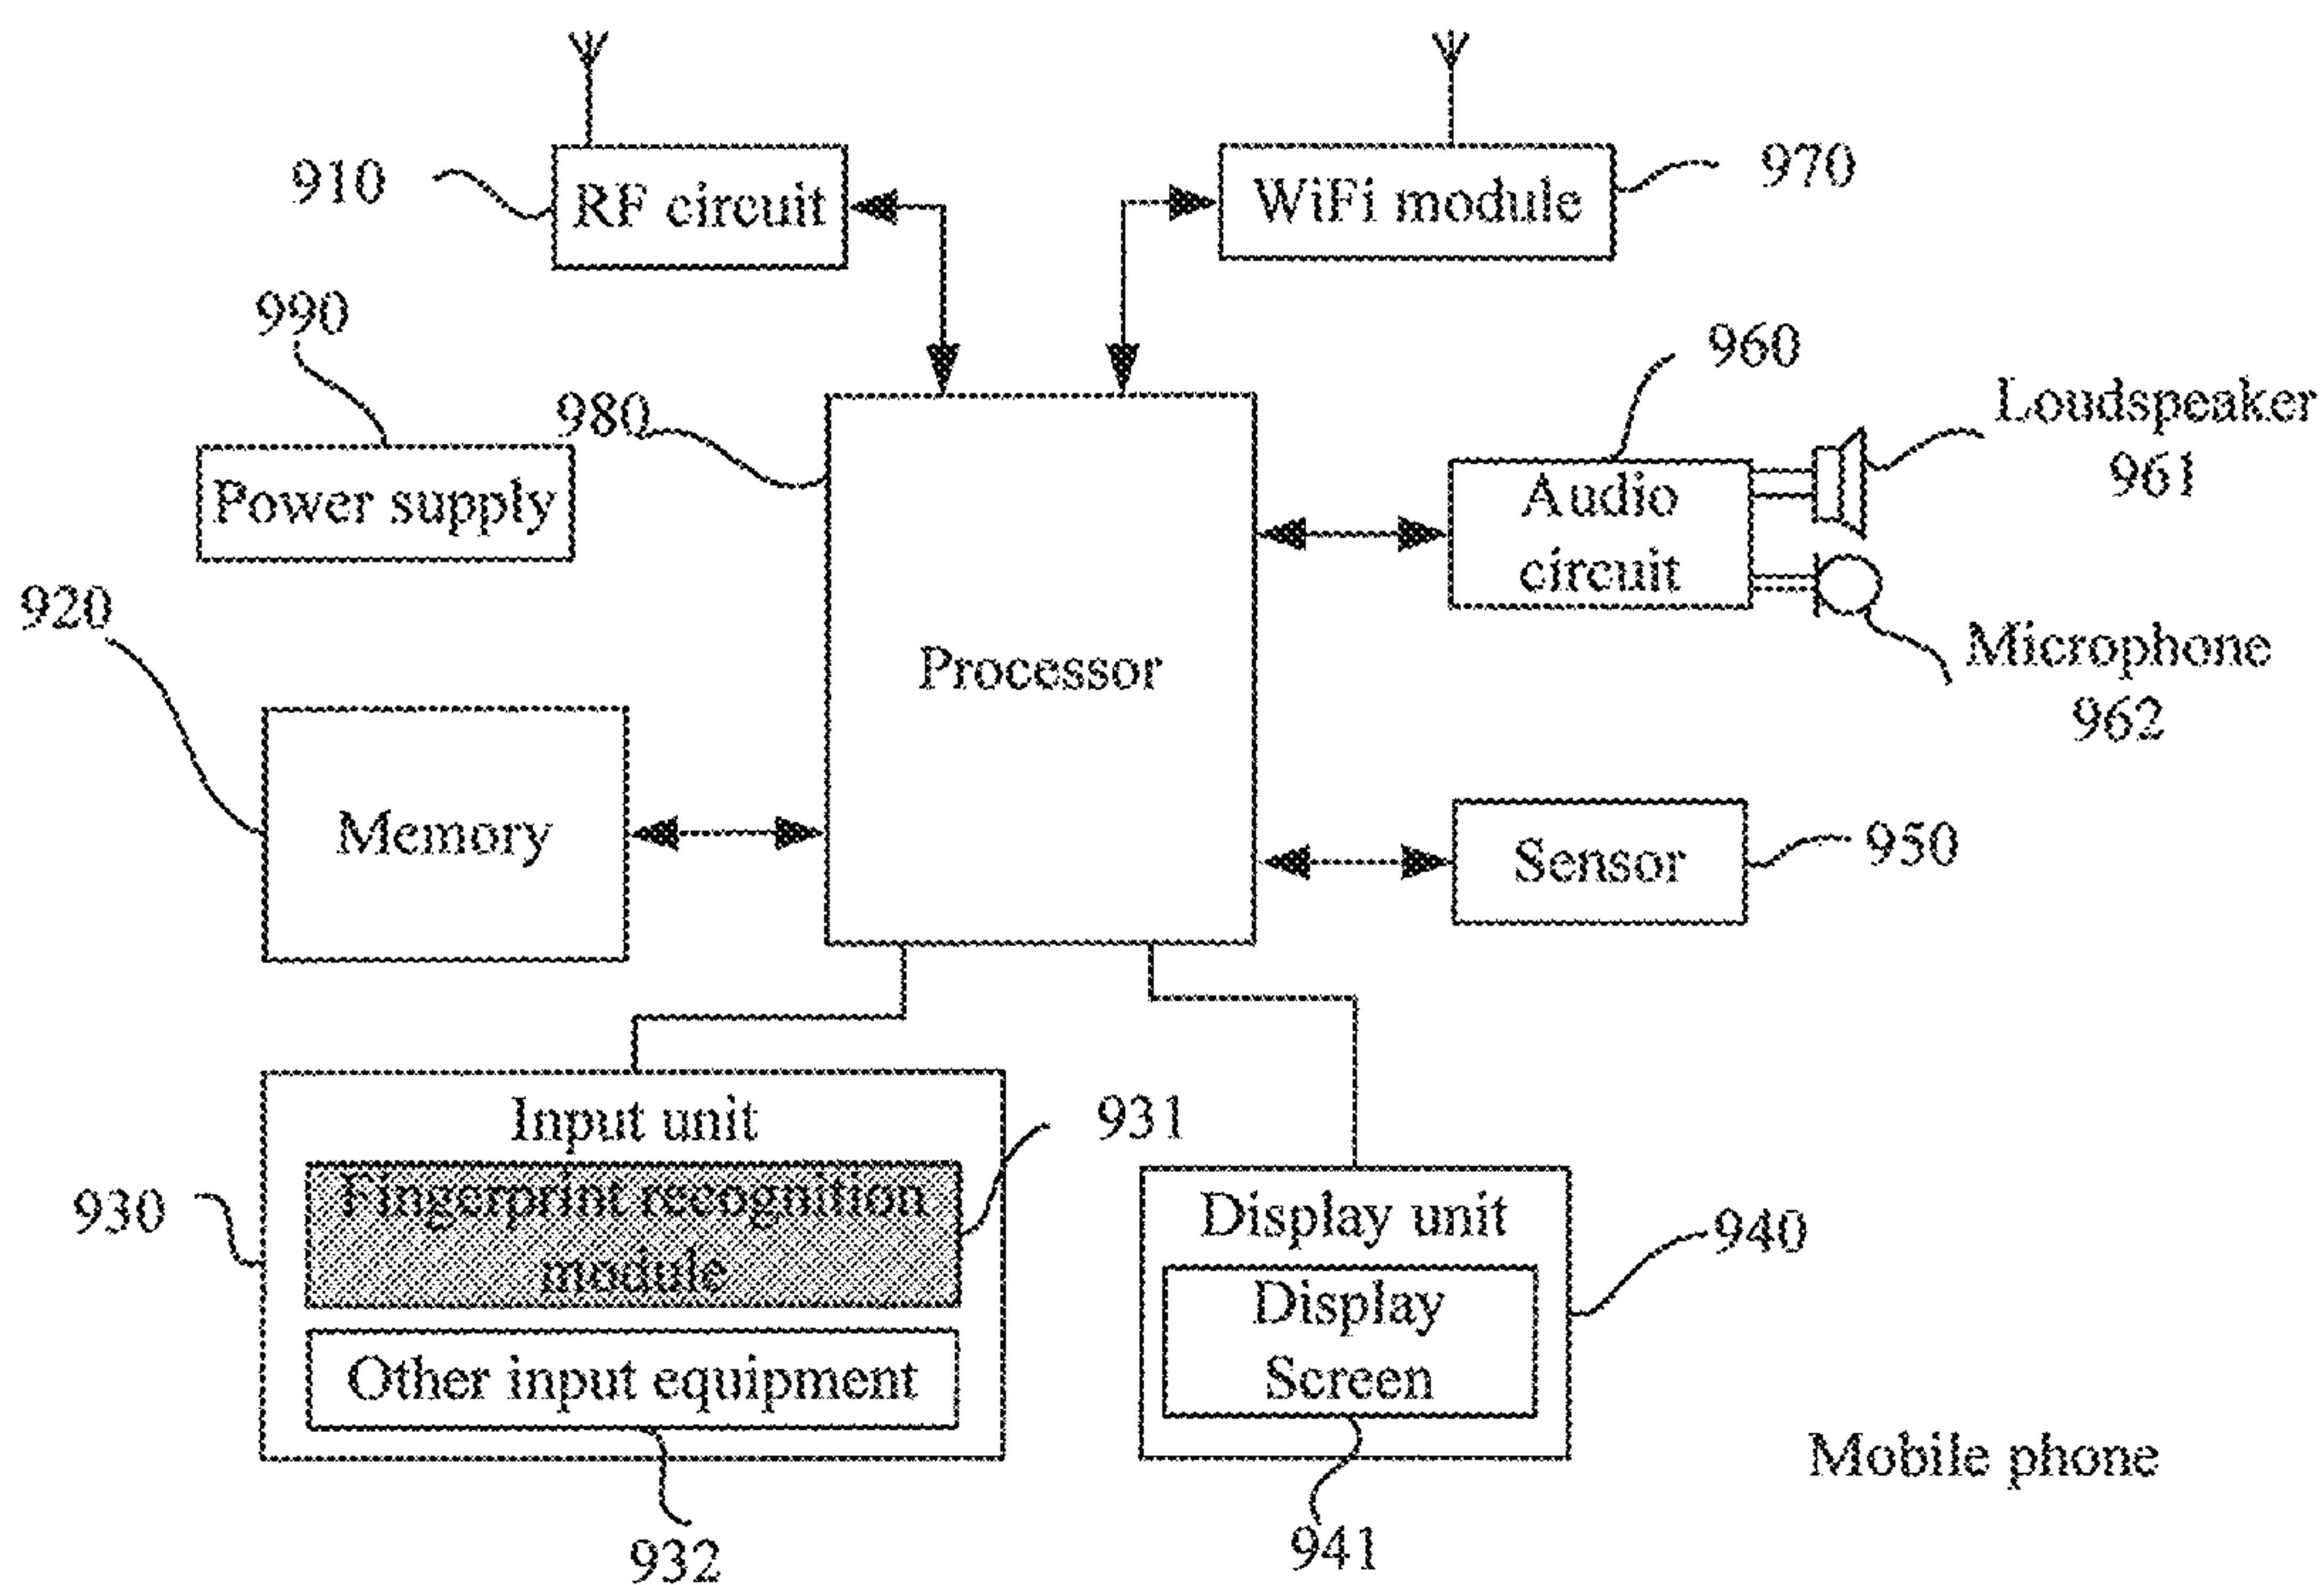 910
RF circuit
WiFi module
970
990
Power supply
980
Processor
960
Audio
circuit
Loudspeaker
961
Microphone
962
920
Memory
Sensor
950
930
Input unit
Fingerprint recognition
module
931
Other input equipment
932
Display unit
940
Display
Screen
941
Mobile phone